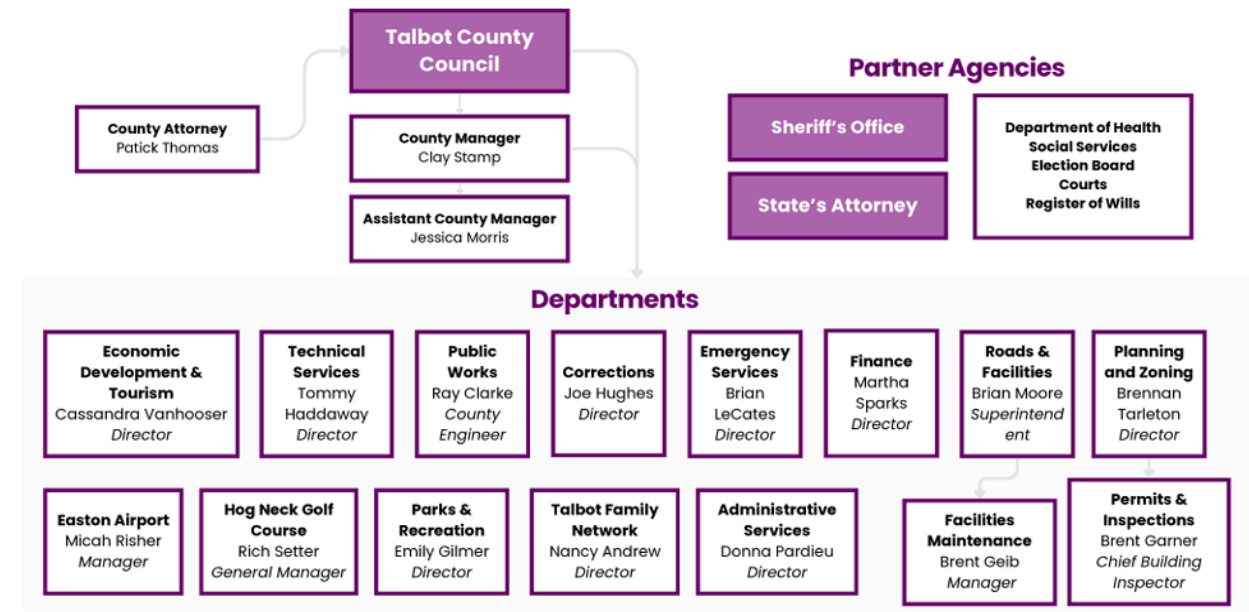 Talbot County
Council
County Attorney
Patick Thomas
County Manager
Clay Stamp
Assistant County Manager
Jessica Morris
Partner Agencies
Sheriff's Office
State's Attorney
Department of Health
Social Services
Election Board
Courts
Register of Wills
Departments
Economic
Development &
Tourism
Cassandra Vanhooser
Director
Technical
Services
Tommy
Haddaway
Director
Public
Works
Ray Clarke
County
Engineer
Corrections
Joe Hughes
Director
Emergency
Services
Brian
LeCates
Director
Finance
Martha
Sparks
Director
Roads &
Facilities
Brian Moore
Superintend
ent
Planning
and Zoning
Brennan
Tarleton
Director
Easton Airport
Micah Risher
Manager
Hog Neck Golf
Course
Rich Setter
General Manager
Parks &
Recreation
Emily Gilmer
Director
Talbot Family
Network
Nancy Andrew
Director
Administrative
Services
Donna Pardieu
Director
Facilities
Maintenance
Brent Geib
Manager
Permits &
Inspections
Brent Garner
Chief Building
Inspector